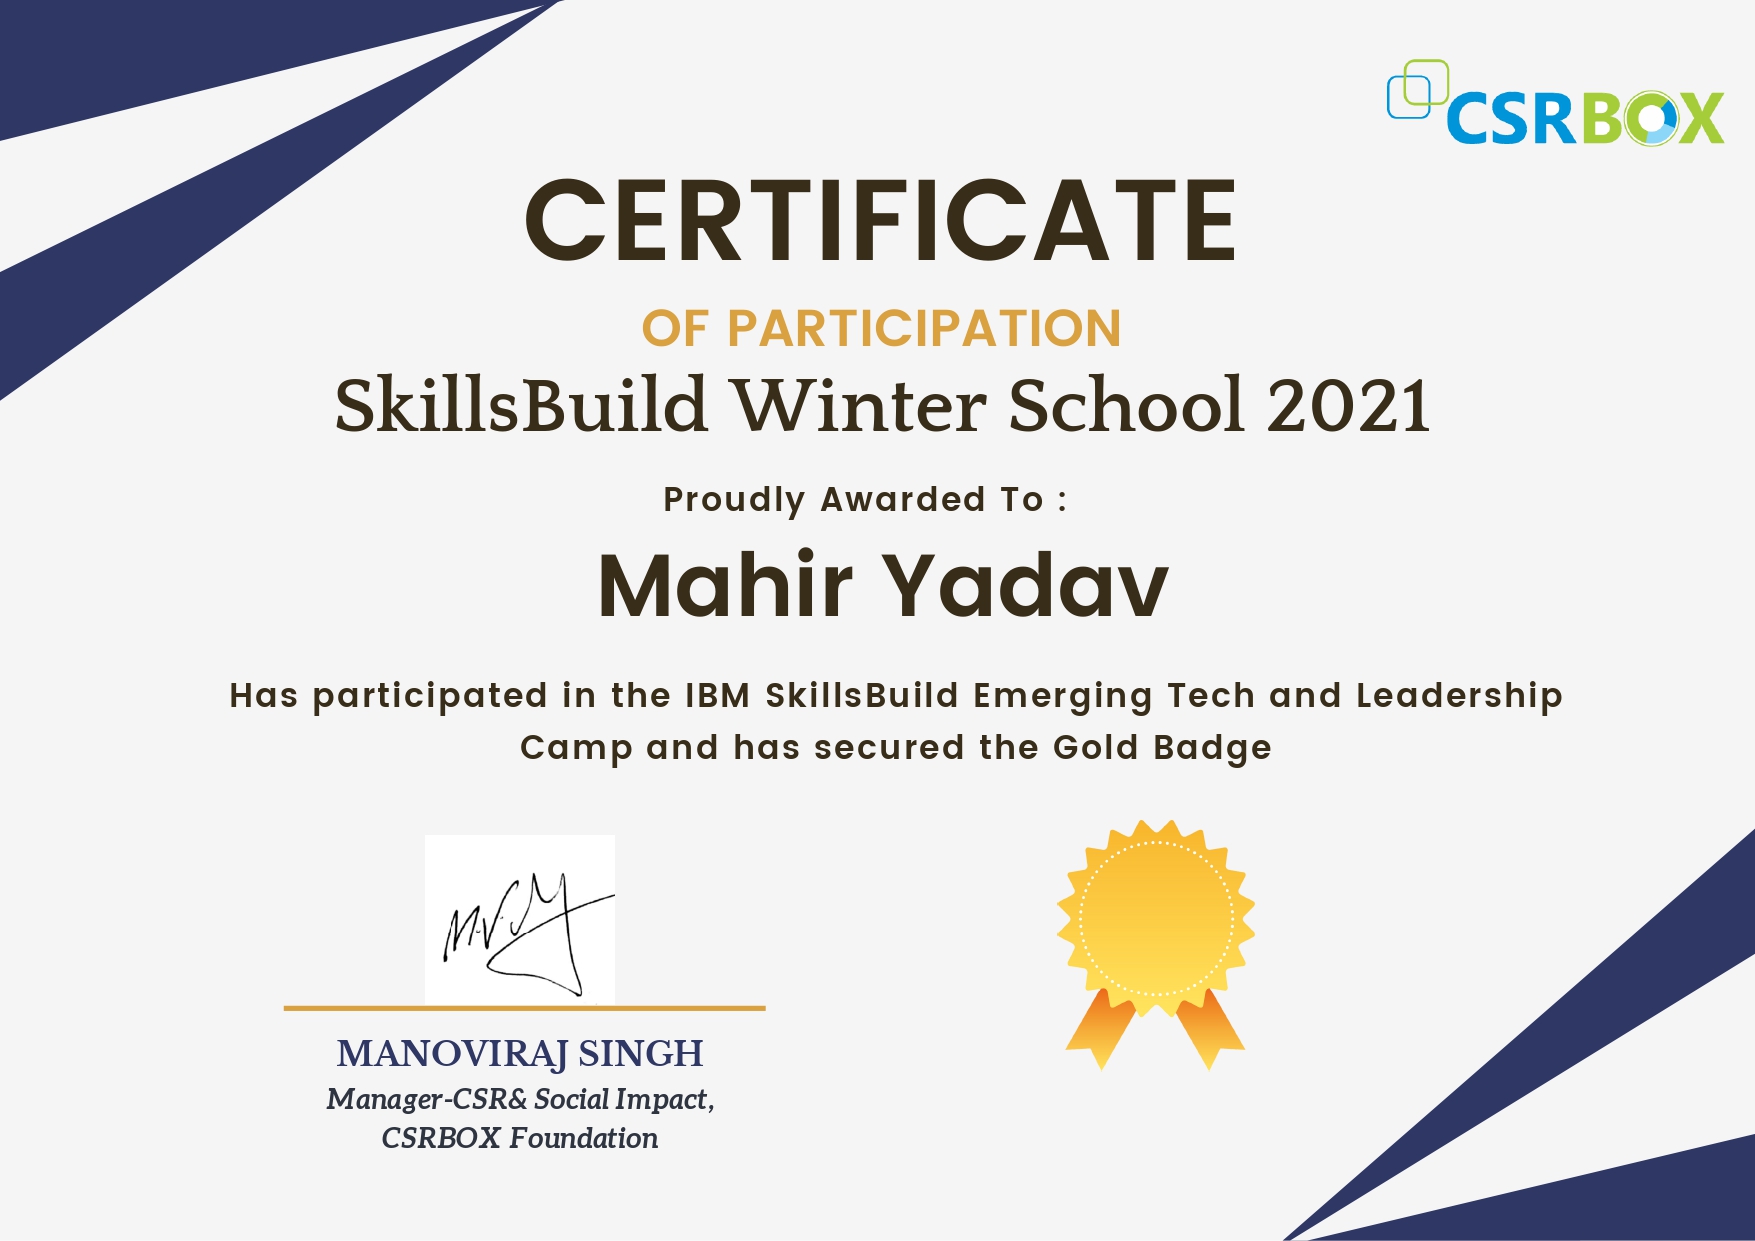 CSRBOX
CERTIFICATE
OF PARTICIPATION
SkillsBuild Winter School 2021
Proudly Awarded To :
Mahir Yadav
Has participated in the IBM SkillsBuild Emerging Tech and Leadership
Camp and has secured the Gold Badge
MANOVIRAJ SINGH
Manager-CSR& Social Impact,
CSRBOX Foundation